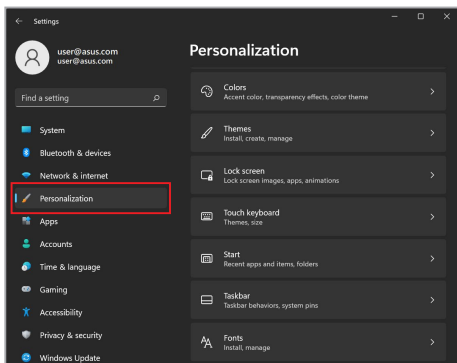 Settings
user@asus.com
user@asus.com
Find a setting
System
Bluetooth & devices
Network & internet
Personalization
Apps
Accounts
Time & language
Gaming
Accessibility
Privacy & security
Windows Update
Personalization
Colors
Accent color, transparency effects, color theme
Themes
Install, create, manage
Lock screen
Lock screen images, apps, animations
Touch keyboard
Themes, size
Start
Recent apps and items, folders
Taskbar
Taskbar behaviors, system pins
Fonts
Install, manage